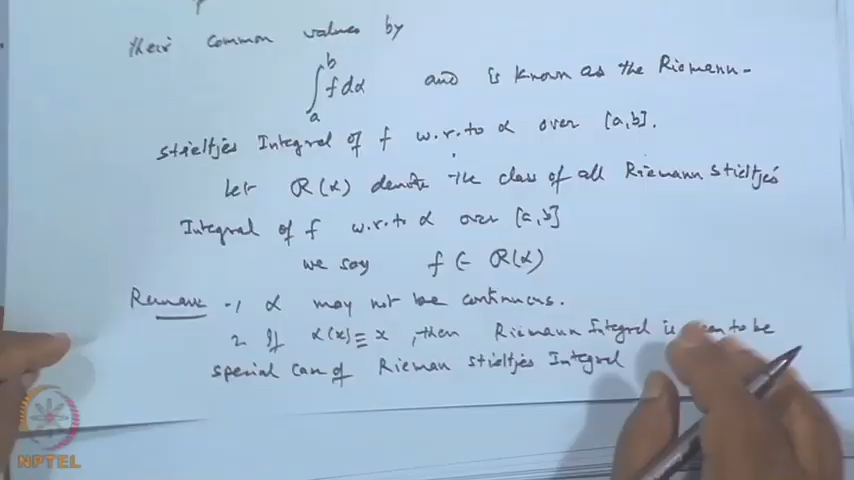 their common values by
∫_a^b f dα and is known as the Riemann-
Stieltjes Integral of f w.r.to α over [a,b].
Let R(α) denote the class of all Riemann Stieltjes
Integral of f w.r.to α over [a,b]
we say f ∈ R(α)
Remark 1 α may not be continuous.
2 If α(x) ≡ x , then Riemann Integral is to be
special case of Rieman Stieltjes Integral
NPTEL